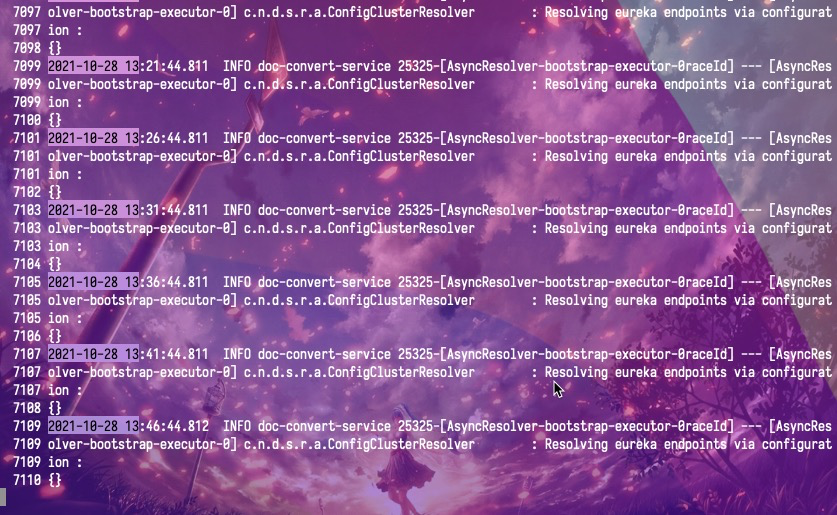 7097 olver-bootstrap-executor-0] c.n.d.s.r.a.ConfigClusterResolver        : Resolving eureka endpoints via configurat
7097 ion :
7098 {}
7099 2021-10-28 13:21:44.811  INFO doc-convert-service 25325-[AsyncResolver-bootstrap-executor-0raceId] --- [AsyncRes
7099 olver-bootstrap-executor-0] c.n.d.s.r.a.ConfigClusterResolver        : Resolving eureka endpoints via configurat
7099 ion :
7100 {}
7101 2021-10-28 13:26:44.811  INFO doc-convert-service 25325-[AsyncResolver-bootstrap-executor-0raceId] --- [AsyncRes
7101 olver-bootstrap-executor-0] c.n.d.s.r.a.ConfigClusterResolver        : Resolving eureka endpoints via configurat
7101 ion :
7102 {}
7103 2021-10-28 13:31:44.811  INFO doc-convert-service 25325-[AsyncResolver-bootstrap-executor-0raceId] --- [AsyncRes
7103 olver-bootstrap-executor-0] c.n.d.s.r.a.ConfigClusterResolver        : Resolving eureka endpoints via configurat
7103 ion :
7104 {}
7105 2021-10-28 13:36:44.811  INFO doc-convert-service 25325-[AsyncResolver-bootstrap-executor-0raceId] --- [AsyncRes
7105 olver-bootstrap-executor-0] c.n.d.s.r.a.ConfigClusterResolver        : Resolving eureka endpoints via configurat
7105 ion :
7106 {}
7107 2021-10-28 13:41:44.811  INFO doc-convert-service 25325-[AsyncResolver-bootstrap-executor-0raceId] --- [AsyncRes
7107 olver-bootstrap-executor-0] c.n.d.s.r.a.ConfigClusterResolver        : Resolving eureka endpoints via configurat
7107 ion :
7108 {}
7109 2021-10-28 13:46:44.812  INFO doc-convert-service 25325-[AsyncResolver-bootstrap-executor-0raceId] --- [AsyncRes
7109 olver-bootstrap-executor-0] c.n.d.s.r.a.ConfigClusterResolver        : Resolving eureka endpoints via configurat
7109 ion :
7110 {}